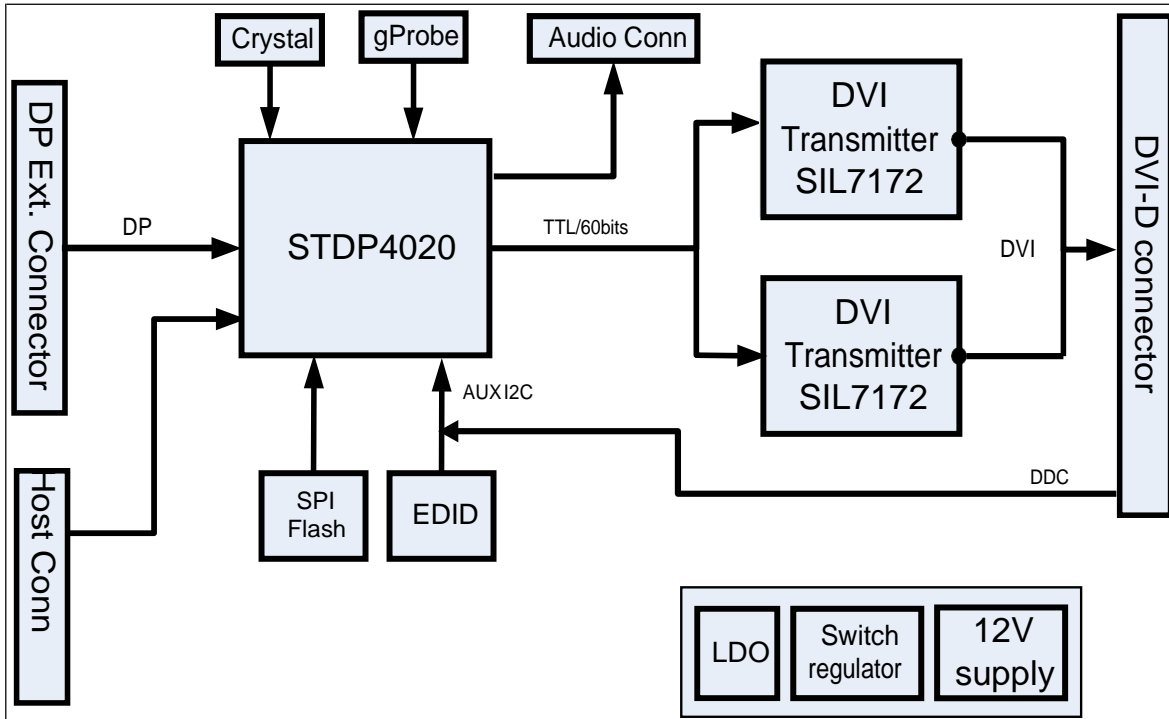 Crystal
gProbe
Audio Conn
DP Ext. Connector
DP
STDP4020
TTL/60bits
DVI
Transmitter
SIL7172
DVI
DVI
Transmitter
SIL7172
DVI-D connector
Host Conn
AUX I2C
SPI
Flash
EDID
DDC
LDO
Switch
regulator
12V
supply